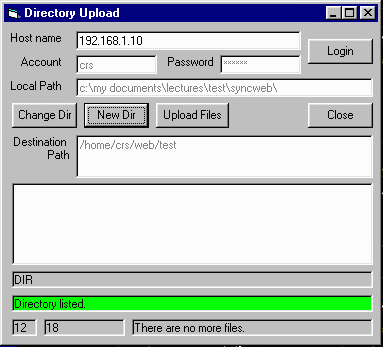 Directory Upload
Host name 192.168.1.10
Login
Account crs Password ******
Local Path c:\my documents\lectures\test\syncweb\
Change Dir New Dir Upload Files Close
Destination Path /home/crs/web/test
DIR
Directory listed.
12 18 There are no more files.